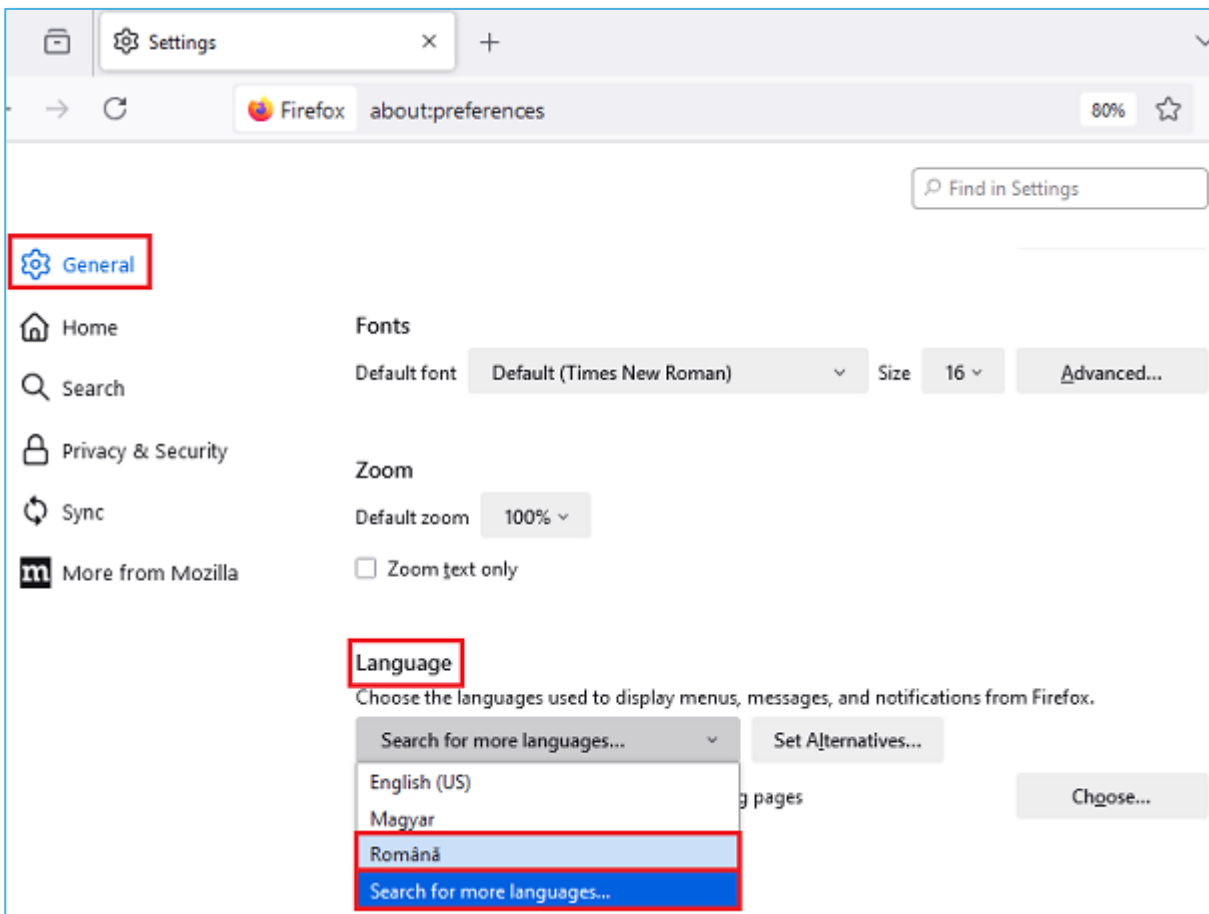 Settings
Firefox about:preferences 80%
Find in Settings
General
Home
Search
Privacy & Security
Sync
m More from Mozilla
Fonts
Default font Default (Times New Roman) Size 16 Advanced...
Zoom
Default zoom 100%
Zoom text only
Language
Choose the languages used to display menus, messages, and notifications from Firefox.
Search for more languages... Set Alternatives...
English (US)
pages Choose...
Magyar
Română
Search for more languages...